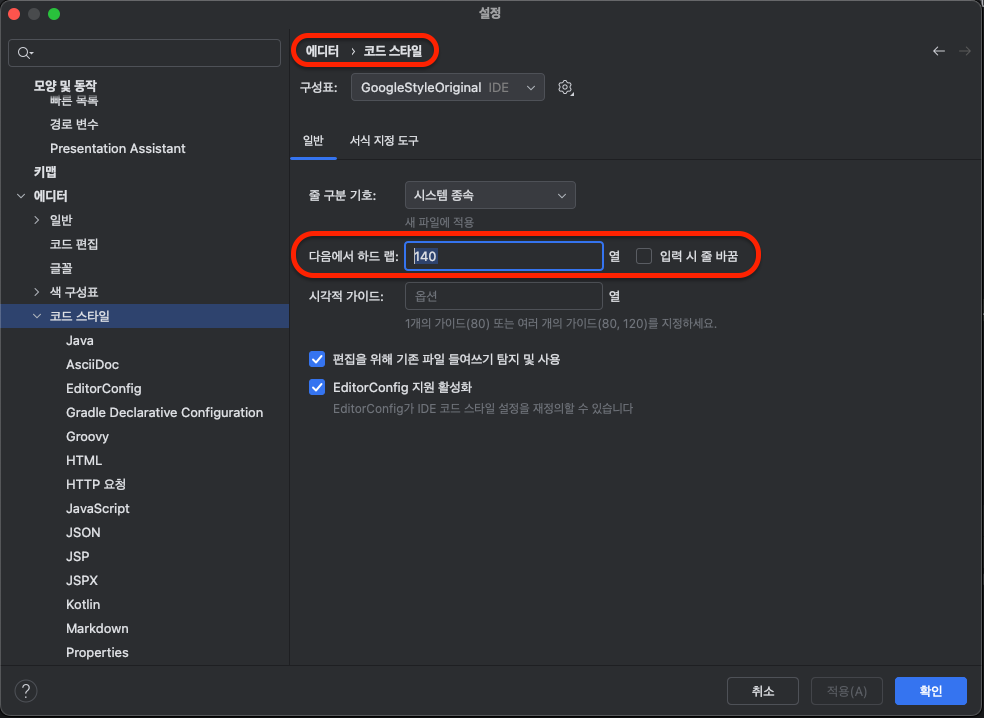 설정
모양 및 동작
빠른 목록
경로 변수
Presentation Assistant
키맵
에디터
일반
코드 편집
글꼴
색 구성표
코드 스타일
Java
AsciiDoc
EditorConfig
Gradle Declarative Configuration
Groovy
HTML
HTTP 요청
JavaScript
JSON
JSP
JSPX
Kotlin
Markdown
Properties
에디터 › 코드 스타일
구성표: GoogleStyleOriginal IDE
일반 서식 지정 도구
줄 구분 기호: 시스템 종속
새 파일에 적용
다음에서 하드 랩: 140 열 입력 시 줄 바꿈
시각적 가이드: 옵션 열
1개의 가이드(80) 또는 여러 개의 가이드(80, 120)를 지정하세요.
편집을 위해 기존 파일 들여쓰기 탐지 및 사용
EditorConfig 지원 활성화
EditorConfig가 IDE 코드 스타일 설정을 재정의할 수 있습니다
? 취소 적용(A) 확인